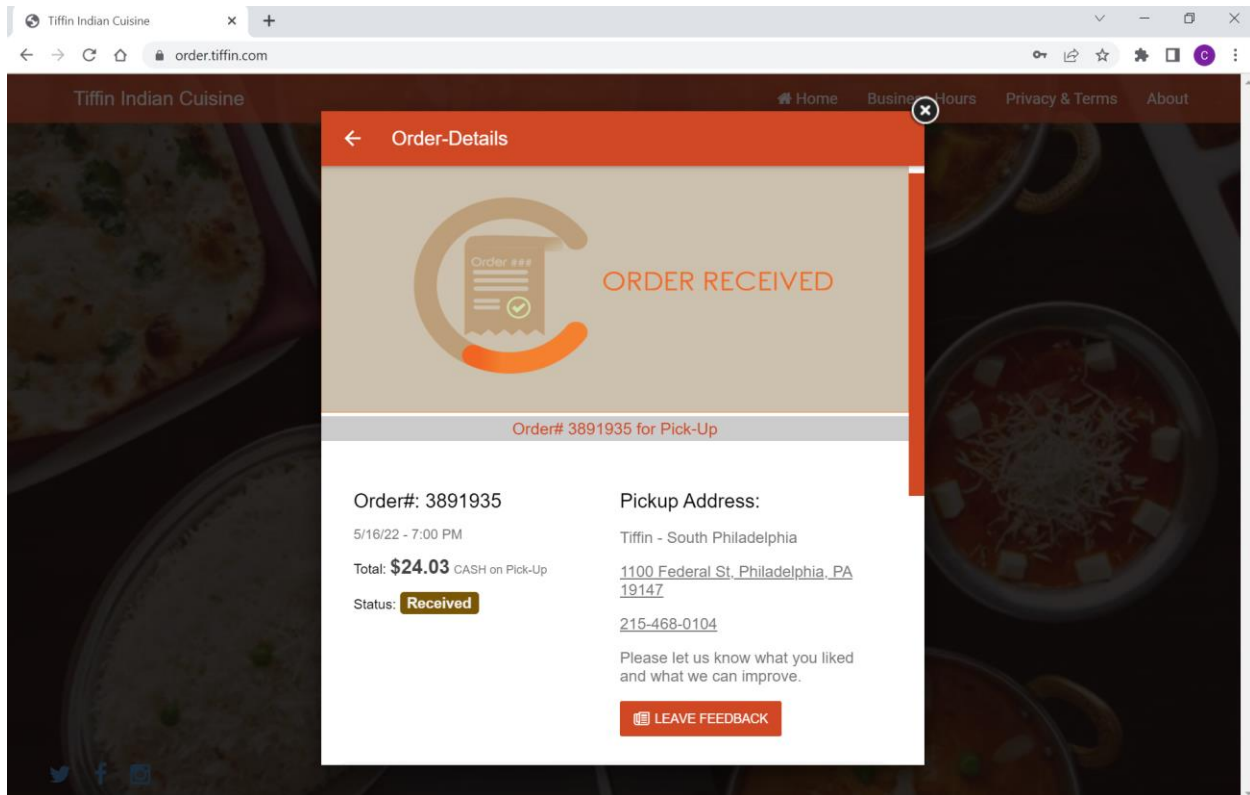 Tiffin Indian Cuisine
order.tiffin.com
C
Tiffin Indian Cuisine
Home Business Hours Privacy & Terms About
Order-Details
Order ###
ORDER RECEIVED
Order# 3891935 for Pick-Up
Order#: 3891935
5/16/22 - 7:00 PM
Total: $24.03 CASH on Pick-Up
Status: Received
Pickup Address:
Tiffin - South Philadelphia
1100 Federal St, Philadelphia, PA
19147
215-468-0104
Please let us know what you liked
and what we can improve.
LEAVE FEEDBACK